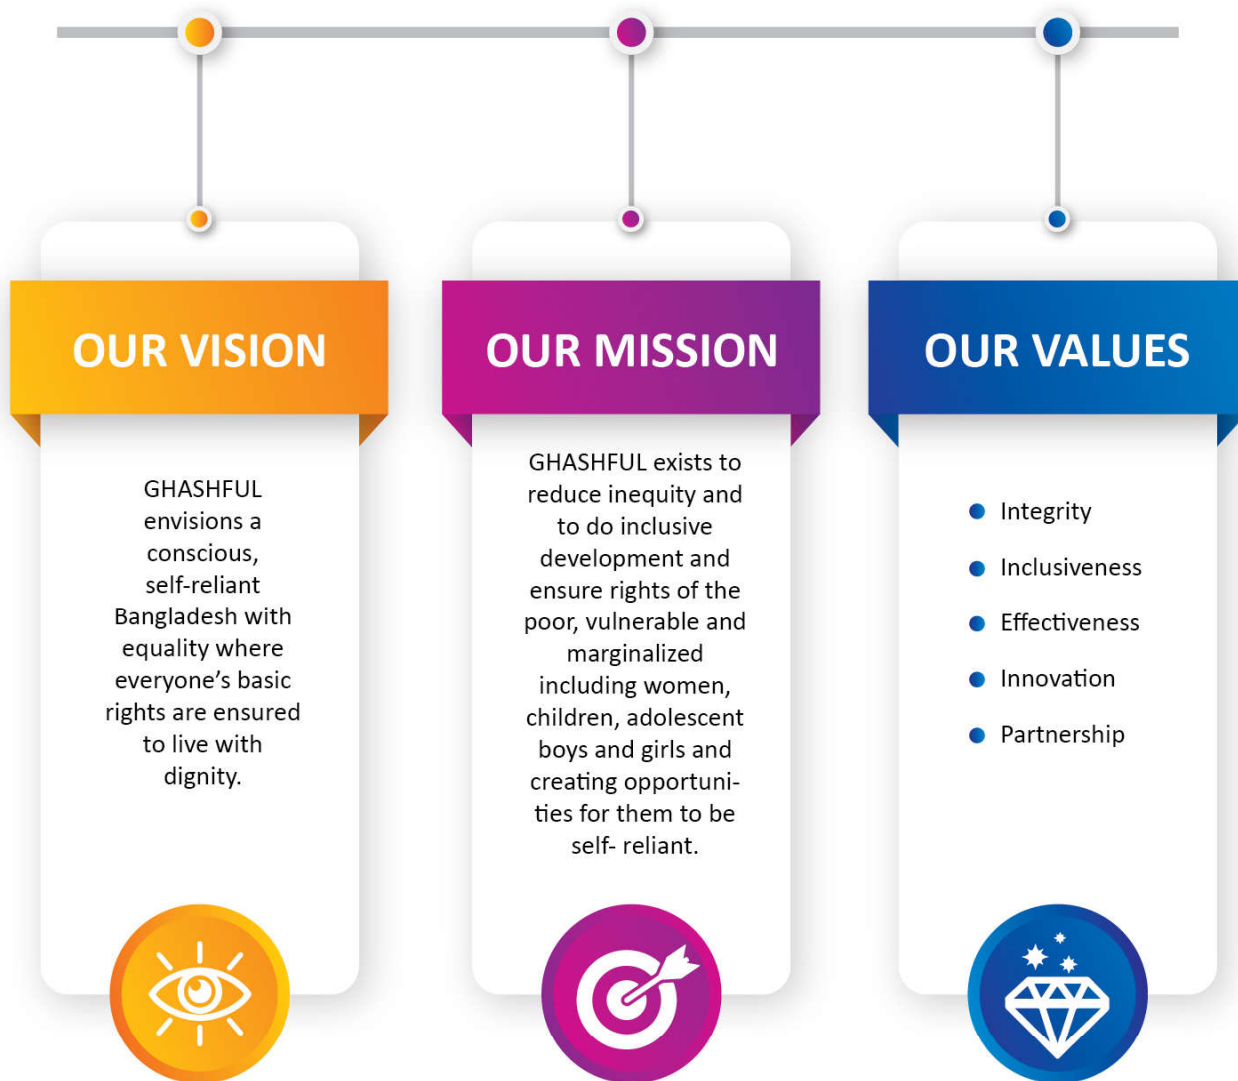 OUR VISION
GHASHFUL
envisions a
conscious,
self-reliant
Bangladesh with
equality where
everyone’s basic
rights are ensured
to live with
dignity.
OUR MISSION
GHASHFUL exists to
reduce inequity and
to do inclusive
development and
ensure rights of the
poor, vulnerable and
marginalized
including women,
children, adolescent
boys and girls and
creating opportuni-
ties for them to be
self- reliant.
OUR VALUES
Integrity
Inclusiveness
Effectiveness
Innovation
Partnership